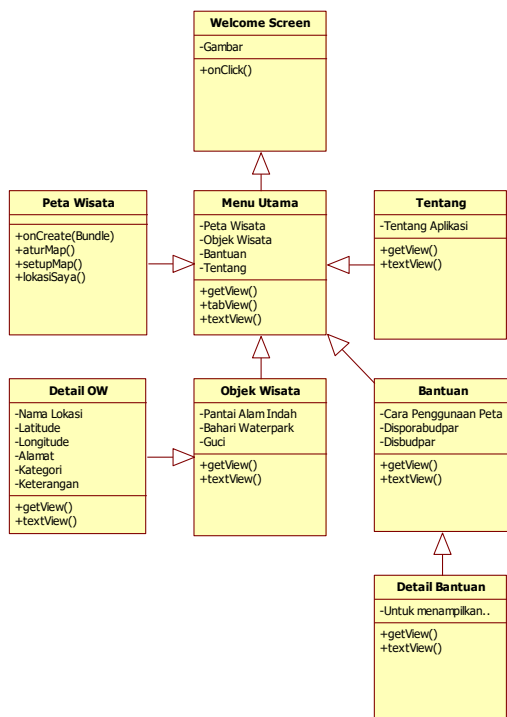 Welcome Screen
-Gambar
+onClick()
Peta Wisata
+onCreate(Bundle)
+aturMap()
+setupMap()
+lokasiSaya()
Menu Utama
-Peta Wisata
-Objek Wisata
-Bantuan
-Tentang
+getView()
+tabView()
+textView()
Tentang
-Tentang Aplikasi
+getView()
+textView()
Detail OW
-Nama Lokasi
-Latitude
-Longitude
-Alamat
-Kategori
-Keterangan
+getView()
+textView()
Objek Wisata
-Pantai Alam Indah
-Bahari Waterpark
-Guci
+getView()
+textView()
Bantuan
-Cara Penggunaan Peta
-Disporabudpar
-Disbudpar
+getView()
+textView()
Detail Bantuan
-Untuk menampilkan..
+getView()
+textView()